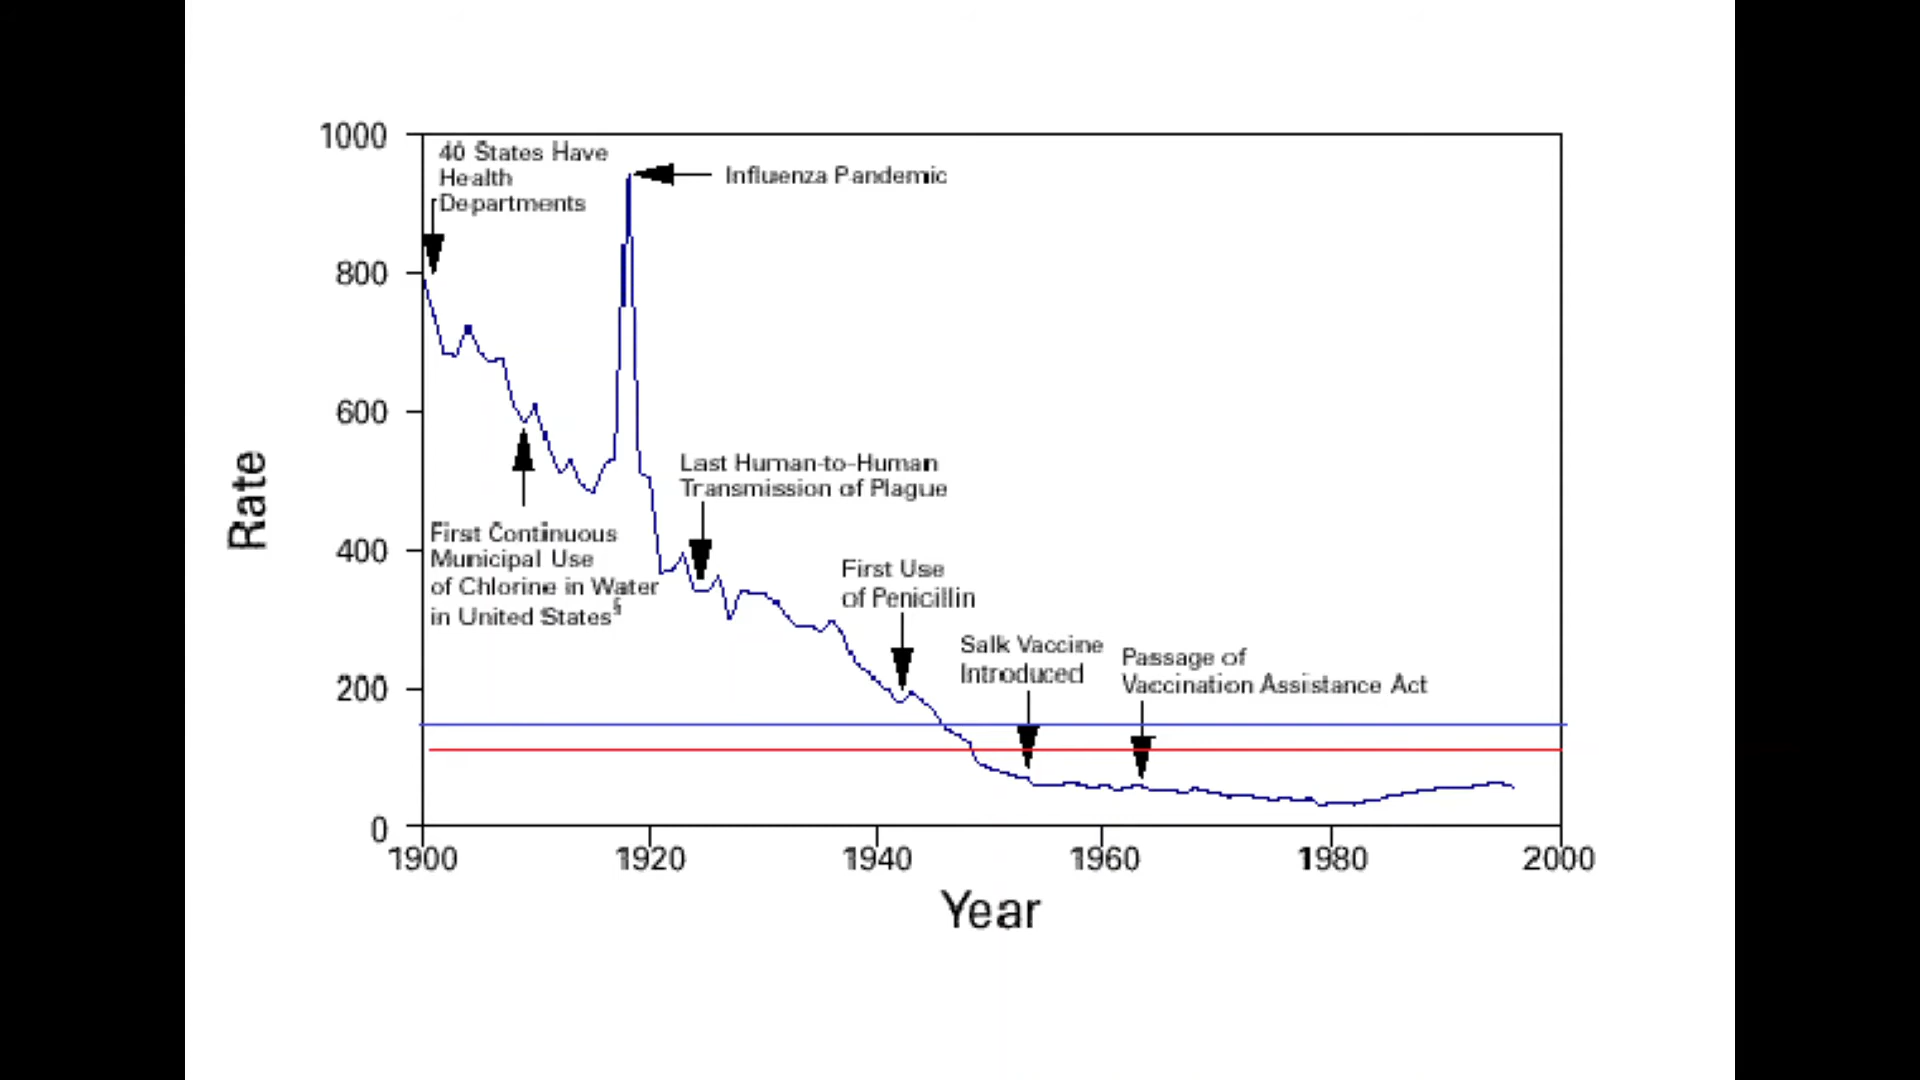 1000
40 States Have
Health
Departments
Influenza Pandemic
800
600
Last Human-to-Human
Transmission of Plague
First Continuous
Municipal Use
of Chlorine in Water
in United States§
400
First Use
of Penicillin
Salk Vaccine
Introduced
Passage of
Vaccination Assistance Act
200
0
Rate
1900 1920 1940 1960 1980 2000
Year